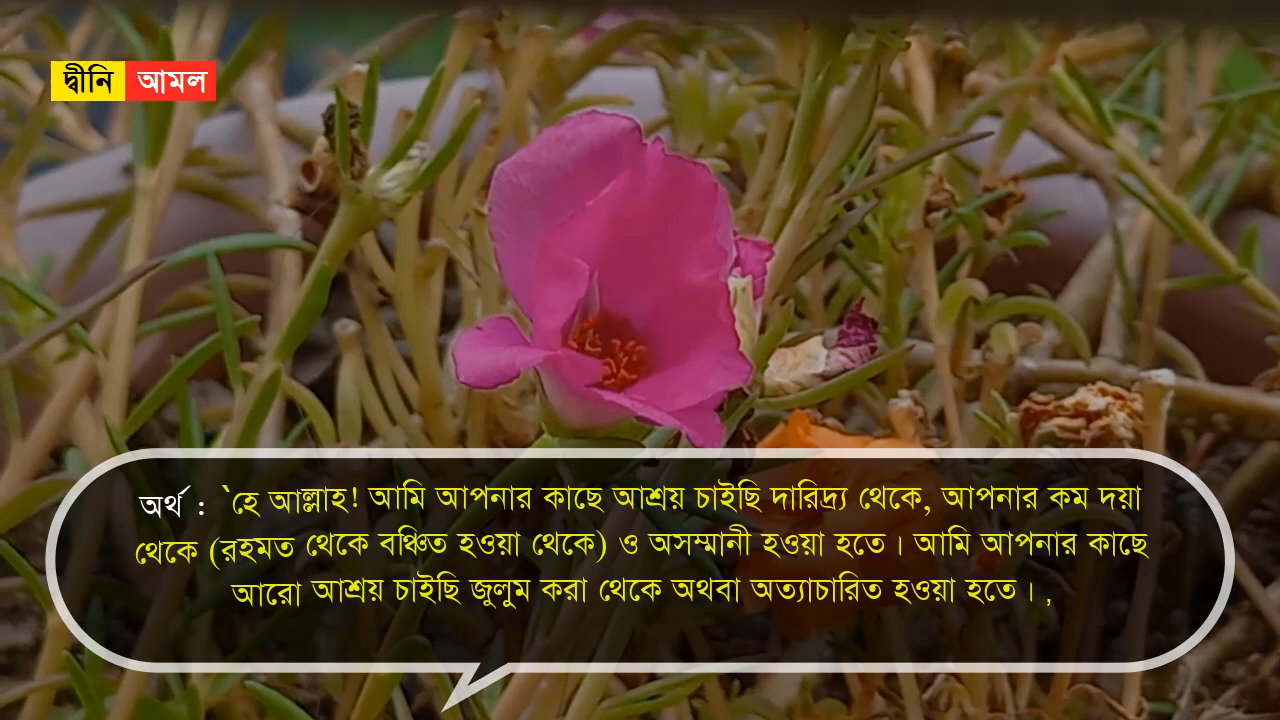 দ্বীনি আমল
অর্থ : `হে আল্লাহ! আমি আপনার কাছে আশ্রয় চাইছি দারিদ্র্য থেকে, আপনার কম দয়া
থেকে (রহমত থেকে বঞ্চিত হওয়া থেকে) ও অসম্মানী হওয়া হতে। আমি আপনার কাছে
আরো আশ্রয় চাইছি জুলুম করা থেকে অথবা অত্যাচারিত হওয়া হতে। ,